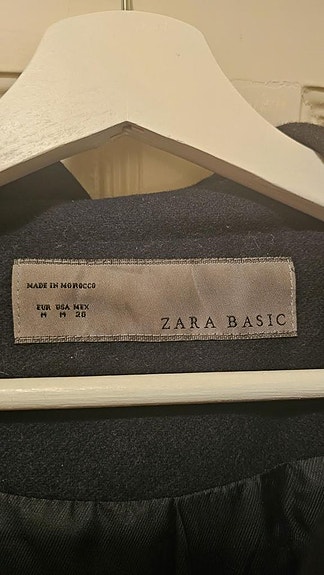 MADE IN MOROCCO
EUR USA MEX
M M 28
ZARA BASIC